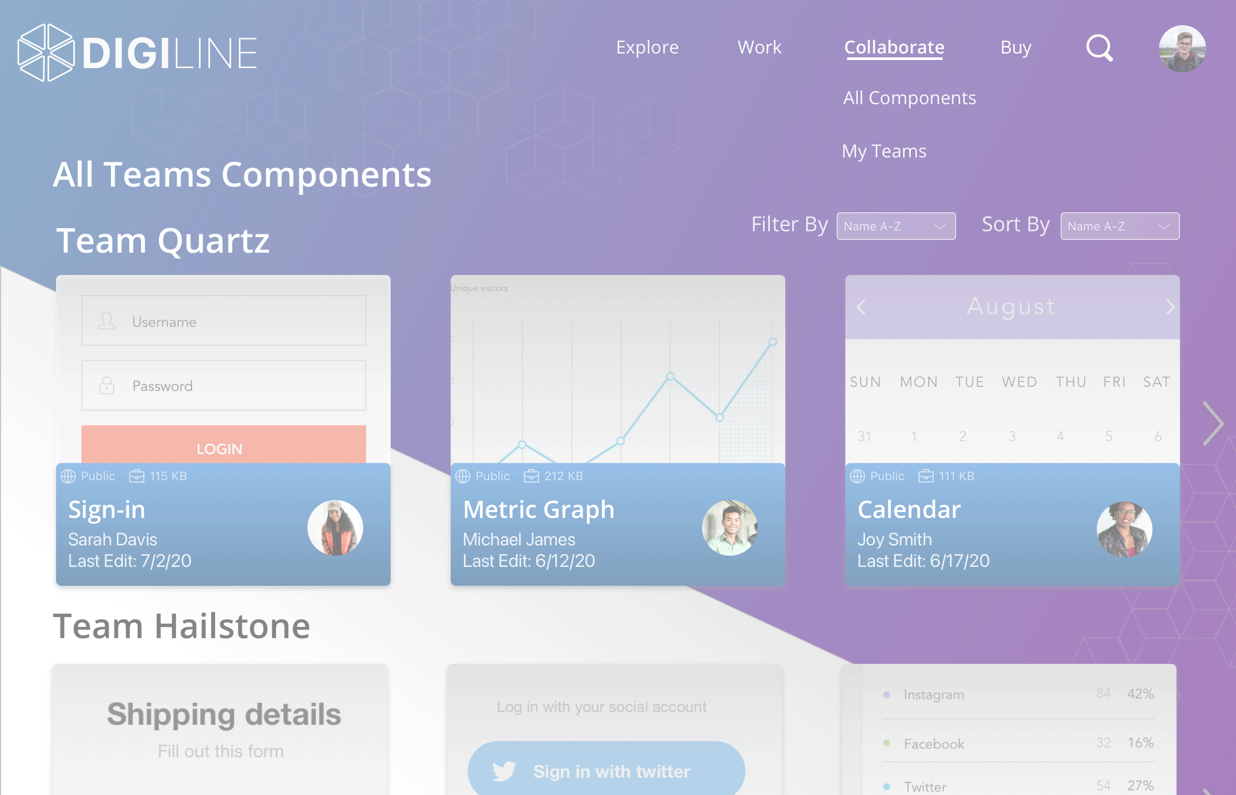 DIGILINE
Explore Work Collaborate Buy
All Components
My Teams
All Teams Components
Team Quartz
Filter By Name A-Z Sort By Name A-Z
Username
Password
LOGIN
Public 115 KB
Sign-in
Sarah Davis
Last Edit: 7/2/20
Unique visitors
Public 212 KB
Metric Graph
Michael James
Last Edit: 6/12/20
August
SUN MON TUE WED THU FRI SAT
31 1 2 3 4 5 6
Public 111 KB
Calendar
Joy Smith
Last Edit: 6/17/20
Team Hailstone
Shipping details
Fill out this form
Log in with your social account
Sign in with twitter
Instagram 84 42%
Facebook 32 16%
Twitter 54 27%